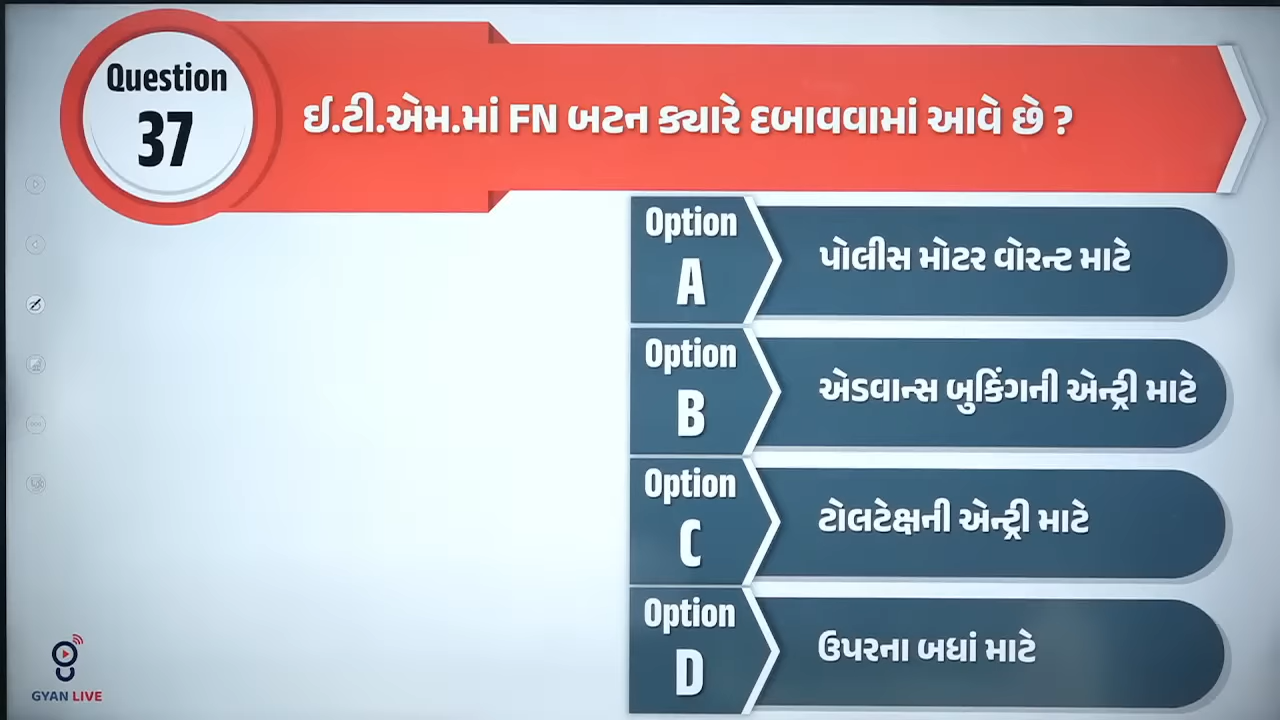 Question
37
ઈ.ટી.એમ.માં FN બટન ક્યારે દબાવવામાં આવે છે ?
Option
A
પોલીસ મોટર વોરન્ટ માટે
Option
B
એડવાન્સ બુકિંગની એન્ટ્રી માટે
Option
C
ટોલટેક્ષની એન્ટ્રી માટે
Option
D
ઉપરના બધાં માટે
GYAN LIVE